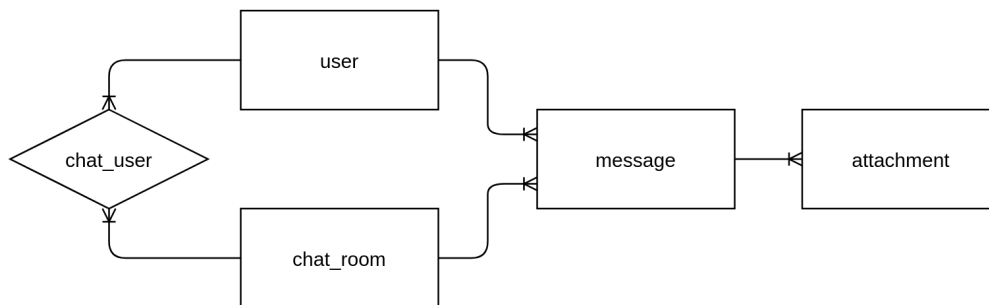 user
chat_user
message
attachment
chat_room